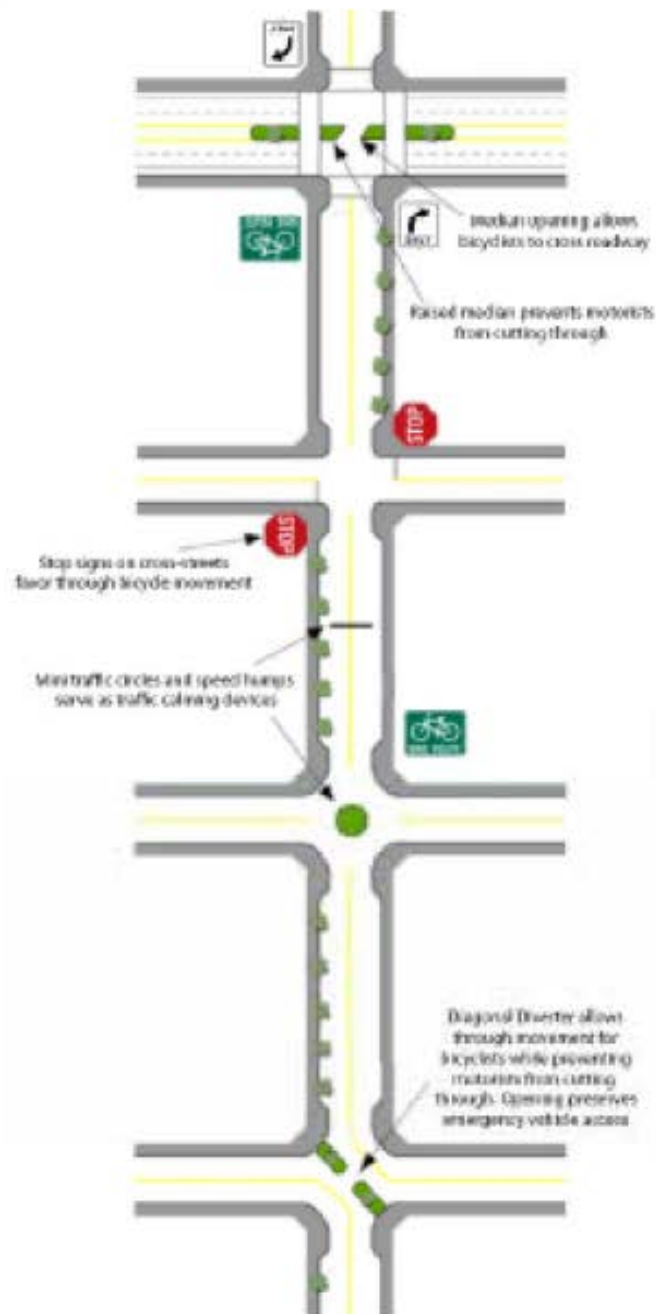 Median opening allows
bicyclists to cross roadway
Raised median prevents motorists
from cutting through
STOP
STOP
Stop signs on cross-streets
favor through bicycle movement
Mini traffic circles and speed humps
serve as traffic calming devices
BIKE ROUTE
Diagonal Diverter allows
through movement for
bicyclists while preventing
motorists from cutting
through. Opening preserves
emergency vehicle access